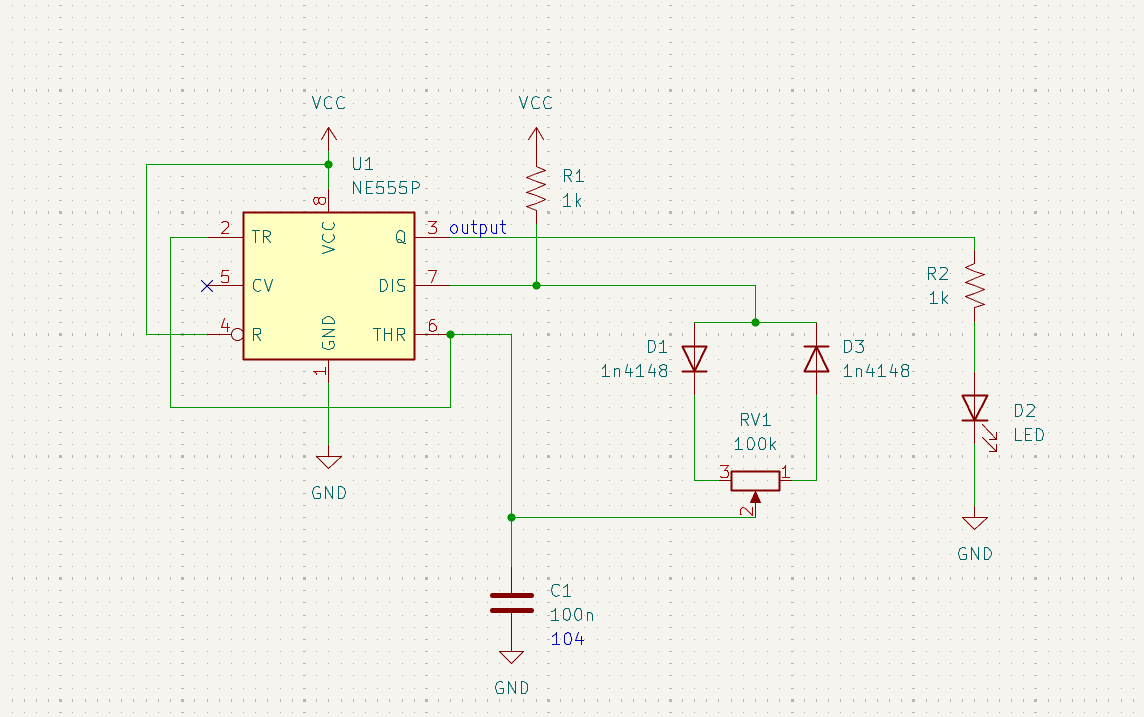 VCC
VCC
U1
NE555P
R1
1k
8
2
TR
VCC
Q
3
output
5
CV
DIS
7
4
R
GND
THR
6
1
R2
1k
D1
1n4148
D3
1n4148
RV1
100k
3
1
2
D2
LED
GND
GND
C1
100n
104
GND